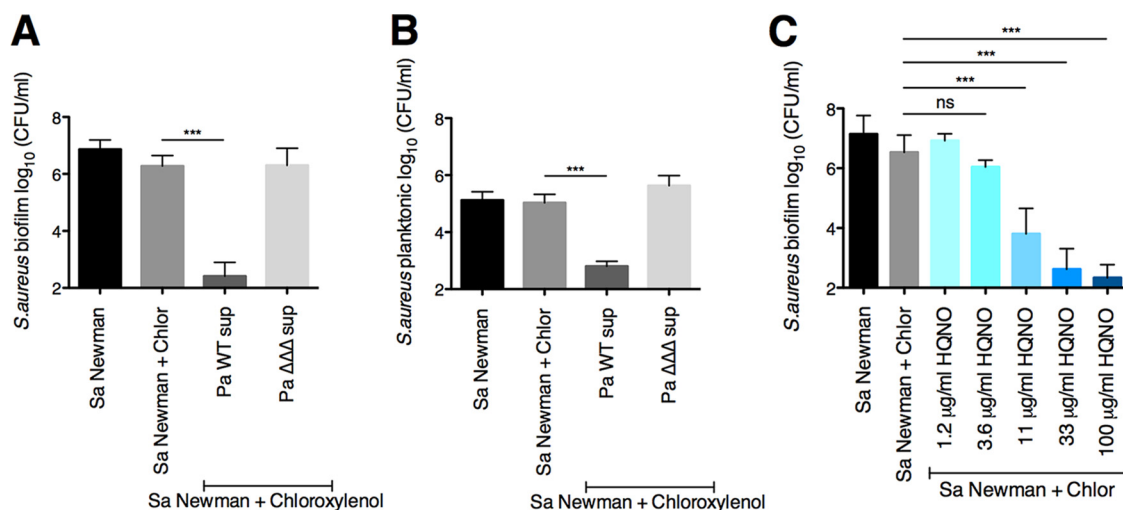 A
S.aureus biofilm log10 (CFU/ml)
8
6
4
2
***
Sa Newman
Sa Newman + Chlor
Pa WT sup
Pa ΔΔΔ sup
Sa Newman + Chloroxylenol
B
S.aureus planktonic log10 (CFU/ml)
8
6
4
2
***
Sa Newman
Sa Newman + Chlor
Pa WT sup
Pa ΔΔΔ sup
Sa Newman + Chloroxylenol
C
S.aureus biofilm log10 (CFU/ml)
8
6
4
2
***
***
***
ns
Sa Newman
Sa Newman + Chlor
1.2 µg/ml HQNO
3.6 µg/ml HQNO
11 µg/ml HQNO
33 µg/ml HQNO
100 µg/ml HQNO
Sa Newman + Chlor